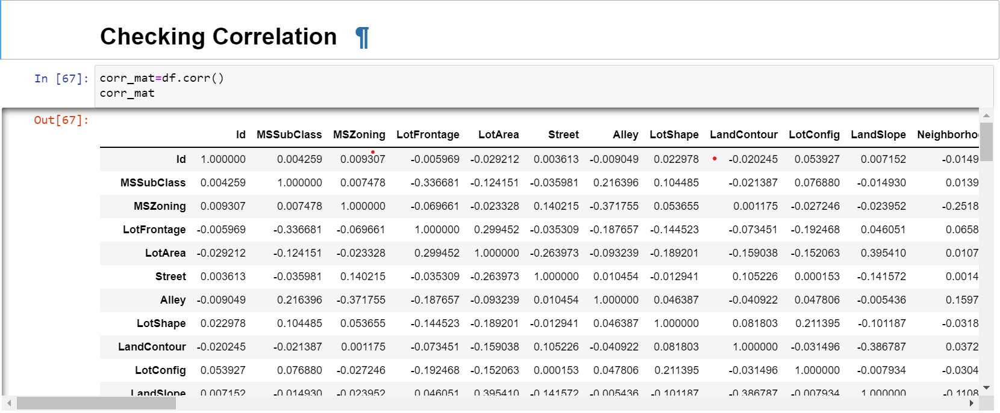 Checking Correlation ¶
In [67]: corr_mat=df.corr()
corr_mat
Out[67]:
Id MSSubClass MSZoning LotFrontage LotArea Street Alley LotShape LandContour LotConfig LandSlope Neighborho
Id 1.000000 0.004259 0.009307 -0.005969 -0.029212 0.003613 -0.009049 0.022978 -0.020245 0.053927 0.007152 -0.0149
MSSubClass 0.004259 1.000000 0.007478 -0.336681 -0.124151 -0.035981 0.216396 0.104485 -0.021387 0.076880 -0.014930 0.0139
MSZoning 0.009307 0.007478 1.000000 -0.069661 -0.023328 0.140215 -0.371755 0.053655 0.001175 -0.027246 -0.023952 -0.2518
LotFrontage -0.005969 -0.336681 -0.069661 1.000000 0.299452 -0.035309 -0.187657 -0.144523 -0.073451 -0.192468 0.046051 0.0658
LotArea -0.029212 -0.124151 -0.023328 0.299452 1.000000 -0.263973 -0.093239 -0.189201 -0.159038 -0.152063 0.395410 0.0107
Street 0.003613 -0.035981 0.140215 -0.035309 -0.263973 1.000000 0.010454 -0.012941 0.105226 0.000153 -0.141572 0.0014
Alley -0.009049 0.216396 -0.371755 -0.187657 -0.093239 0.010454 1.000000 0.046387 -0.040922 0.047806 -0.005436 0.1597
LotShape 0.022978 0.104485 0.053655 -0.144523 -0.189201 -0.012941 0.046387 1.000000 0.081803 0.211395 -0.101187 -0.0318
LandContour -0.020245 -0.021387 0.001175 -0.073451 -0.159038 0.105226 -0.040922 0.081803 1.000000 -0.031496 -0.386787 0.0372
LotConfig 0.053927 0.076880 -0.027246 -0.192468 -0.152063 0.000153 0.047806 0.211395 -0.031496 1.000000 -0.007934 -0.0304
LandSlope 0.007152 -0.014930 -0.023952 0.046051 0.395410 -0.141572 -0.005436 -0.101187 -0.386787 -0.007934 1.000000 -0.1108